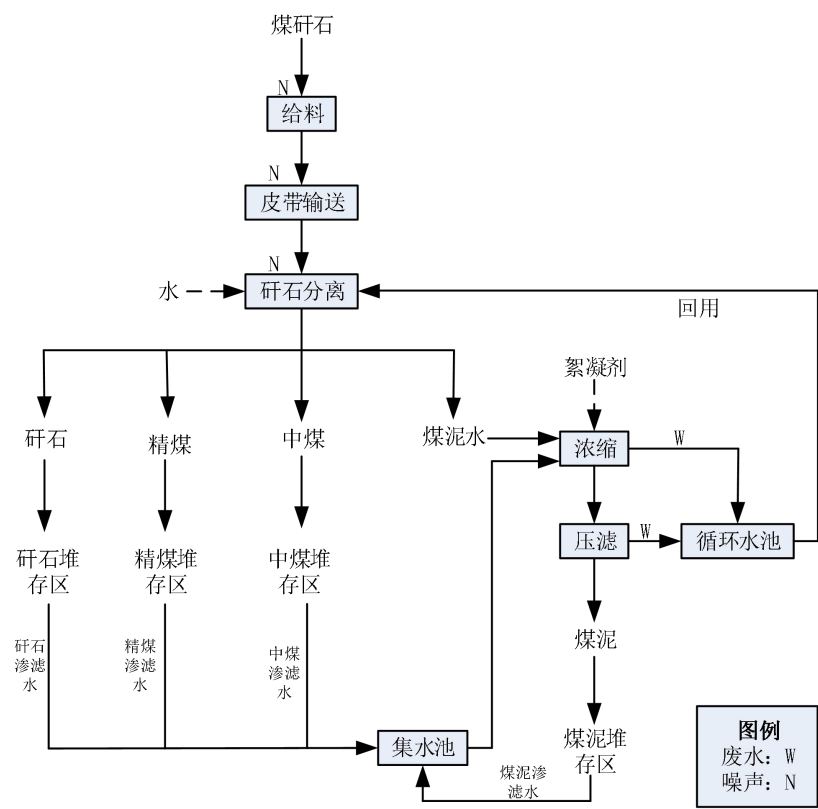 煤矸石
N
给料
N
皮带输送
N
水
矸石分离
回用
絮凝剂
矸石
精煤
中煤
煤泥水
浓缩
W
压滤
W
循环水池
矸石堆
存区
精煤堆
存区
中煤堆
存区
煤泥
矸石
渗滤
水
精煤
渗滤
水
中煤
渗滤
水
集水池
煤泥堆
存区
煤泥渗
滤水
图例
废水：W
噪声：N